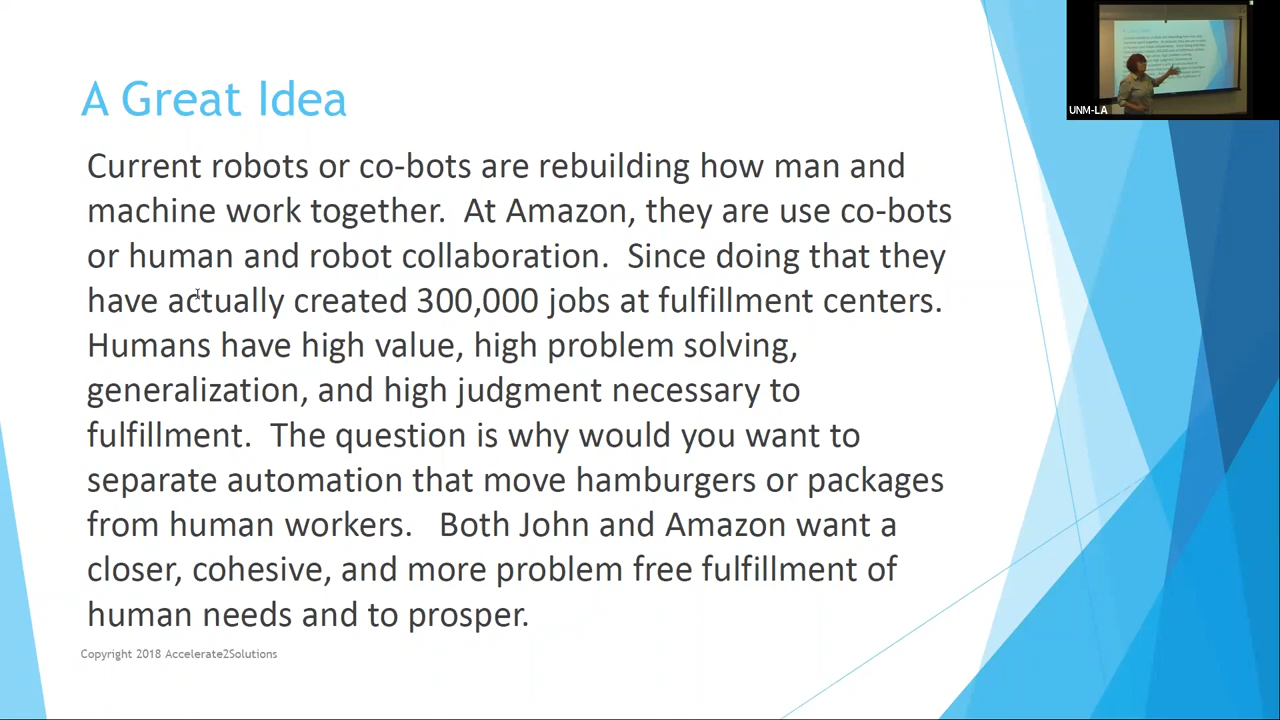 A Great Idea
Current robots or co-bots are rebuilding how man and
machine work together.  At Amazon, they are use co-bots
or human and robot collaboration.  Since doing that they
have actually created 300,000 jobs at fulfillment centers.
Humans have high value, high problem solving,
generalization, and high judgment necessary to
fulfillment.  The question is why would you want to
separate automation that move hamburgers or packages
from human workers.   Both John and Amazon want a
closer, cohesive, and more problem free fulfillment of
human needs and to prosper.
Copyright 2018 Accelerate2Solutions
UNM-LA